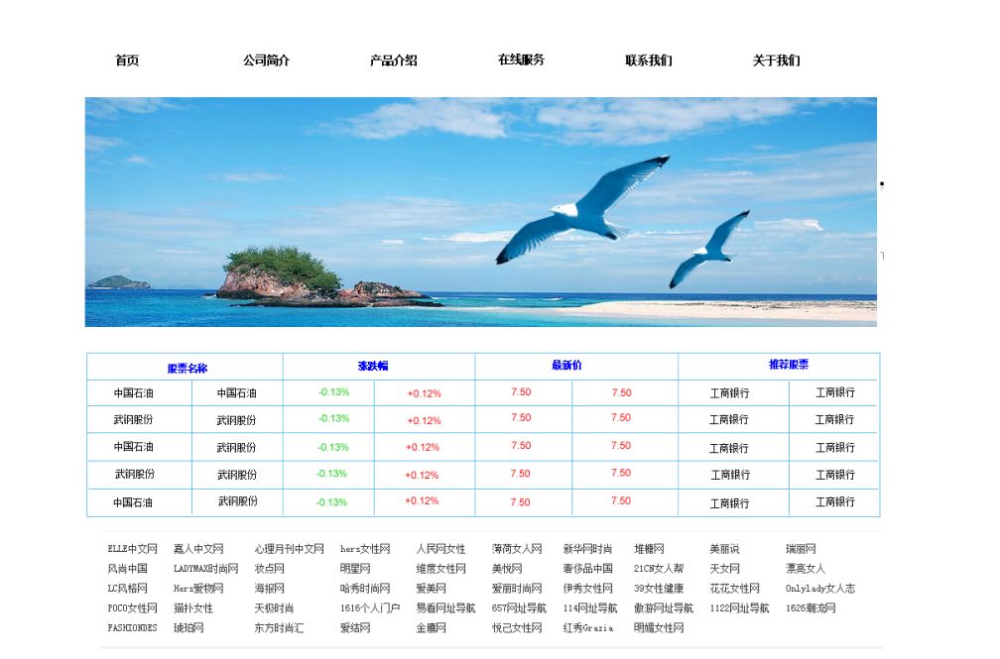 首页 公司简介 产品介绍 在线服务 联系我们 关于我们
股票名称 涨跌幅 最新价 推荐股票
中国石油 中国石油 -0.13% +0.12% 7.50 7.50 工商银行 工商银行
武钢股份 武钢股份 -0.13% +0.12% 7.50 7.50 工商银行 工商银行
中国石油 武钢股份 -0.13% +0.12% 7.50 7.50 工商银行 工商银行
武钢股份 武钢股份 -0.13% +0.12% 7.50 7.50 工商银行 工商银行
中国石油 武钢股份 -0.13% +0.12% 7.50 7.50 工商银行 工商银行
ELLE中文网 嘉人中文网 心理月刊中文网 hers女性网 人民网女性 薄荷女人网 新华网时尚 堆糖网 美丽说 瑞丽网
风尚中国 LADYMAX时尚网 妆点网 明星网 维度女性网 美悦网 奢侈品中国 21CN女人帮 天女网 漂亮女人
LC风格网 Hers爱物网 海报网 哈秀时尚网 爱美网 爱丽时尚网 伊秀女性网 39女性健康 花花女性网 Onlylady女人志
POCO女性网 猫扑女性 天极时尚 1616个人门户 易看网址导航 657网址导航 114网址导航 傲游网址导航 1122网址导航 1626潮流网
FASHIONDES 琥珀网 东方时尚汇 爱结网 金鹰网 悦己女性网 红秀Grazia 明媚女性网